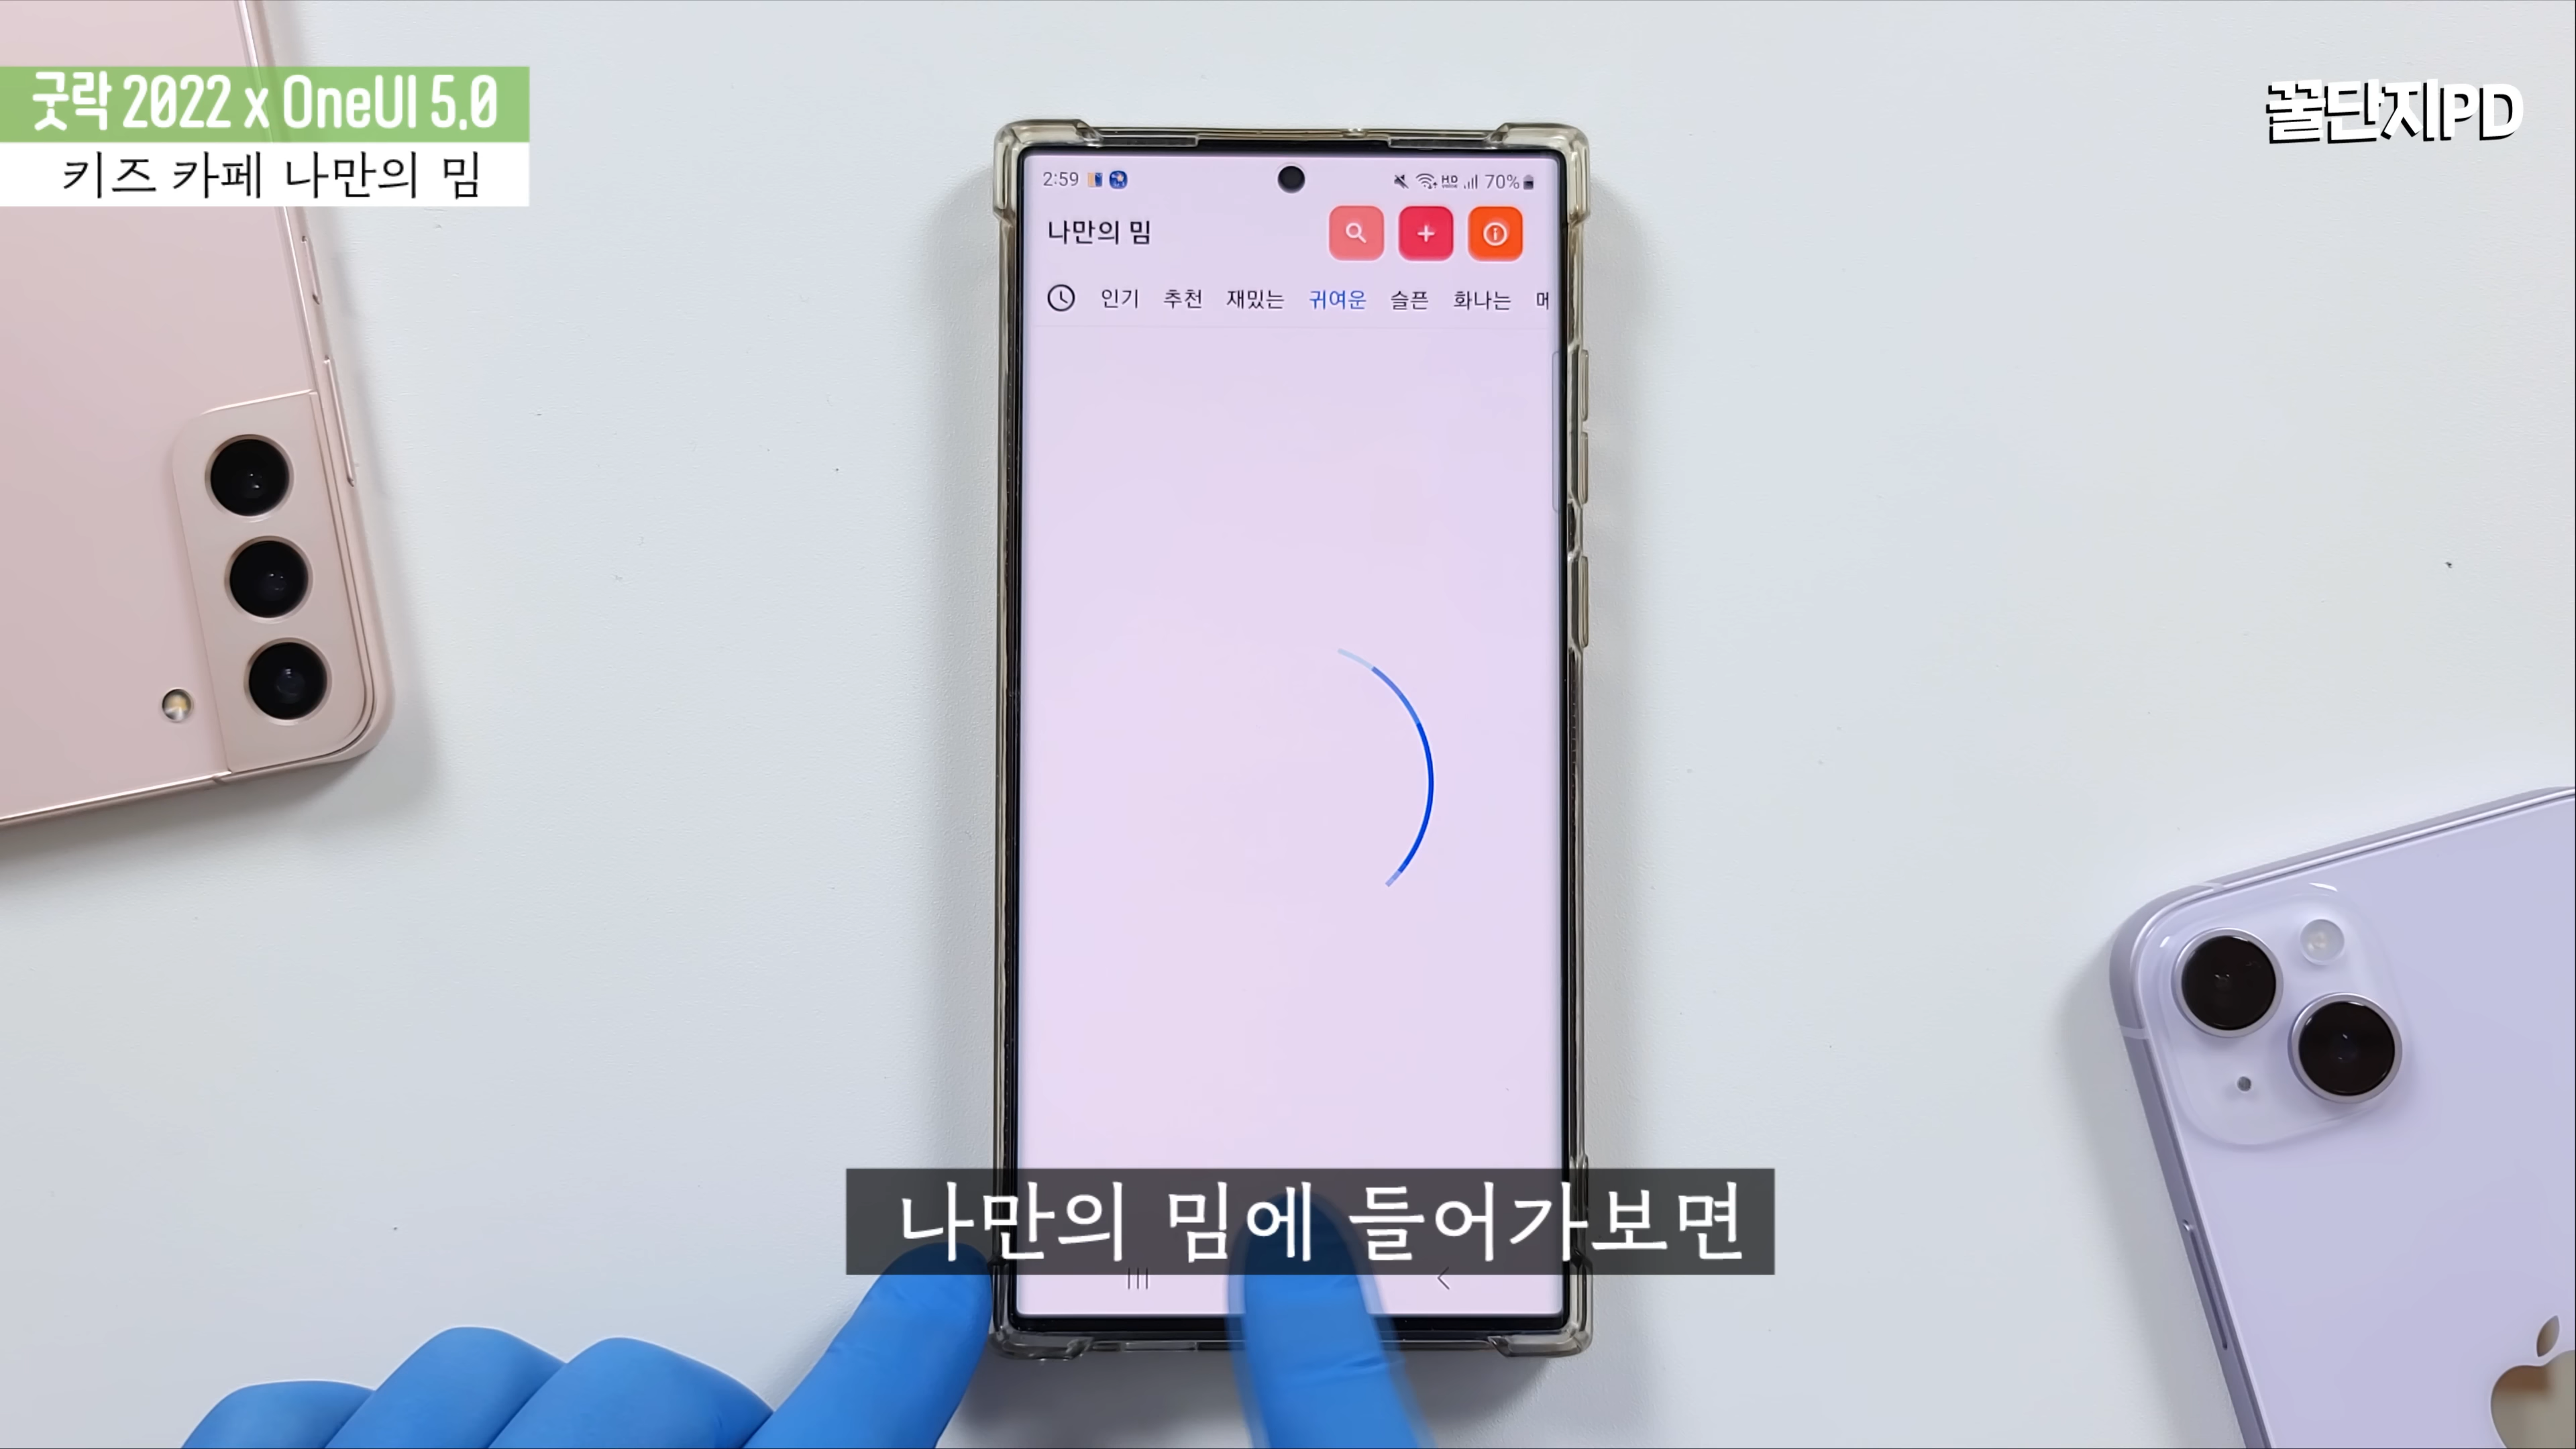 굿락 2022 x OneUI 5.0
키즈 카페 나만의 밈
꿀단지PD
2:59
HD
70%
나만의 밈
인기 추천 재밌는 귀여운 슬픈 화나는 메
나만의 밈에 들어가보면